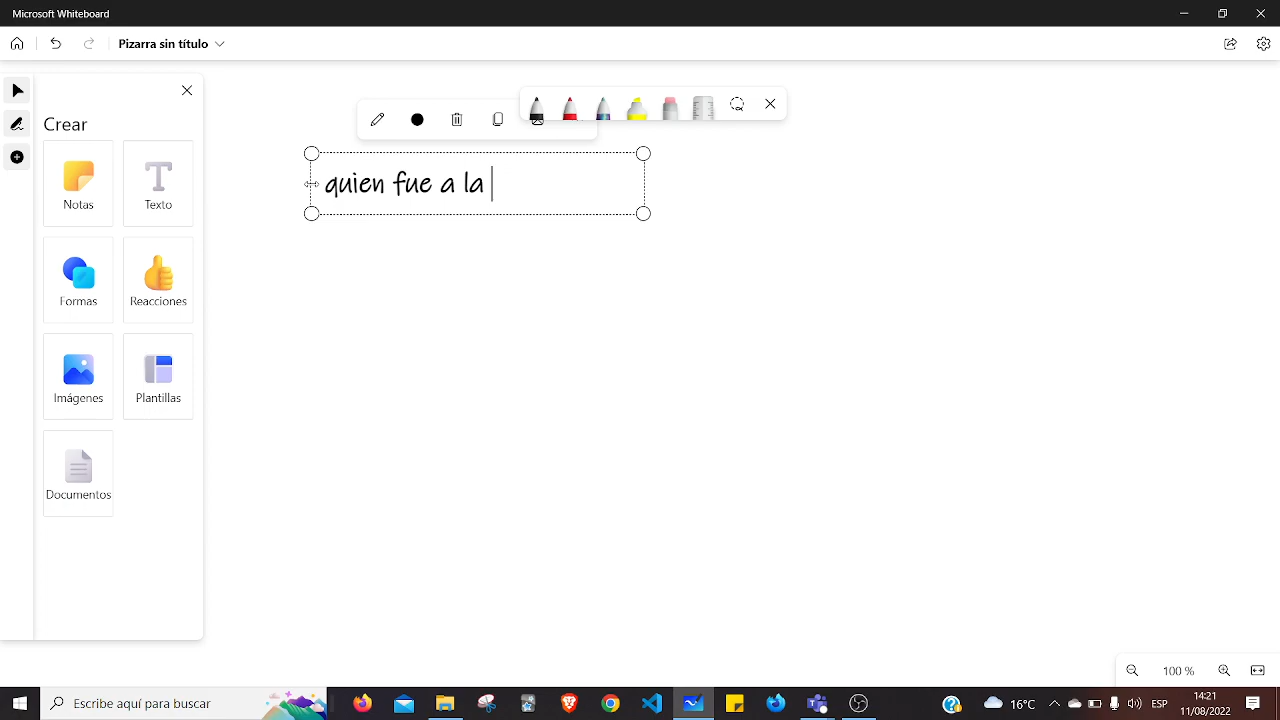 Microsoft Whiteboard
Pizarra sin título
Crear
Notas
Texto
Formas
Reacciones
Imágenes
Plantillas
Documentos
quien fue a la
100 %
Escribe aquí para buscar
16°C
ESP
14:21
11/08/2022